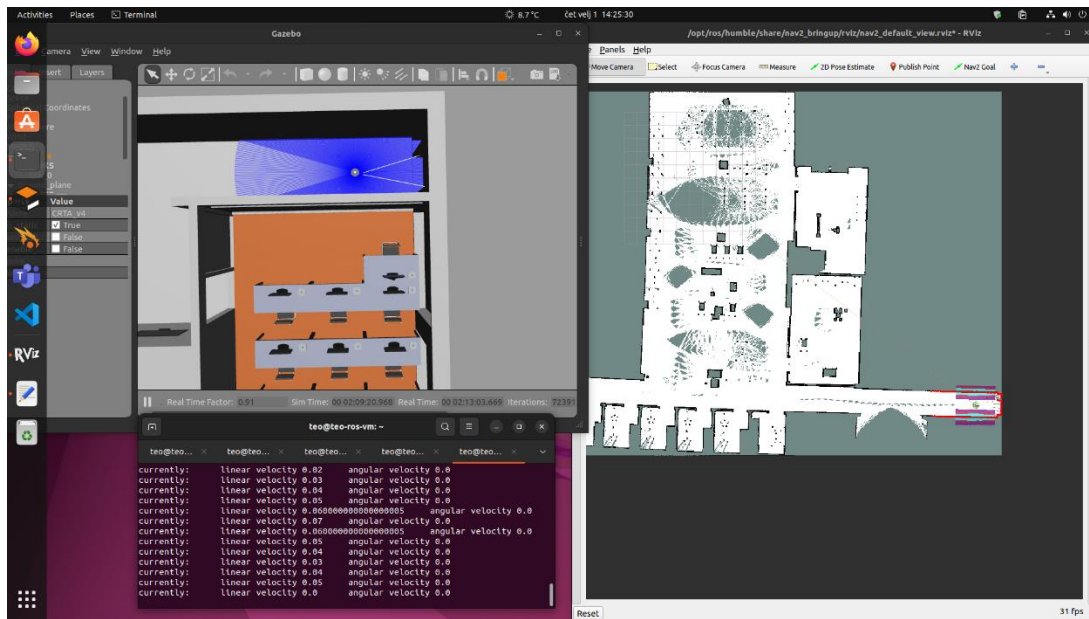 Activities Places Terminal 8.7 °C čet velj 1 14:25:30
Gazebo
amera View Window Help
sert Layers
oordinates
re
KS
0
_plane
Value
CRTA_v4
True
False
False
Real Time Factor: 0.91 Sim Time: 00 02:09:20.968 Real Time: 00 02:13:03.669 Iterations: 72391
/opt/ros/humble/share/nav2_bringup/rviz/nav2_default_view.rviz* - RViz
Panels Help
Move Camera Select Focus Camera Measure 2D Pose Estimate Publish Point Nav2 Goal
RViz
teo@teo-ros-vm: ~
teo@teo... teo@teo... teo@teo... teo@teo... teo@teo...
currently: linear velocity 0.02 angular velocity 0.0
currently: linear velocity 0.03 angular velocity 0.0
currently: linear velocity 0.04 angular velocity 0.0
currently: linear velocity 0.05 angular velocity 0.0
currently: linear velocity 0.060000000000000005 angular velocity 0.0
currently: linear velocity 0.07 angular velocity 0.0
currently: linear velocity 0.060000000000000005 angular velocity 0.0
currently: linear velocity 0.05 angular velocity 0.0
currently: linear velocity 0.04 angular velocity 0.0
currently: linear velocity 0.03 angular velocity 0.0
currently: linear velocity 0.04 angular velocity 0.0
currently: linear velocity 0.05 angular velocity 0.0
currently: linear velocity 0.0 angular velocity 0.0
Reset 31 fps